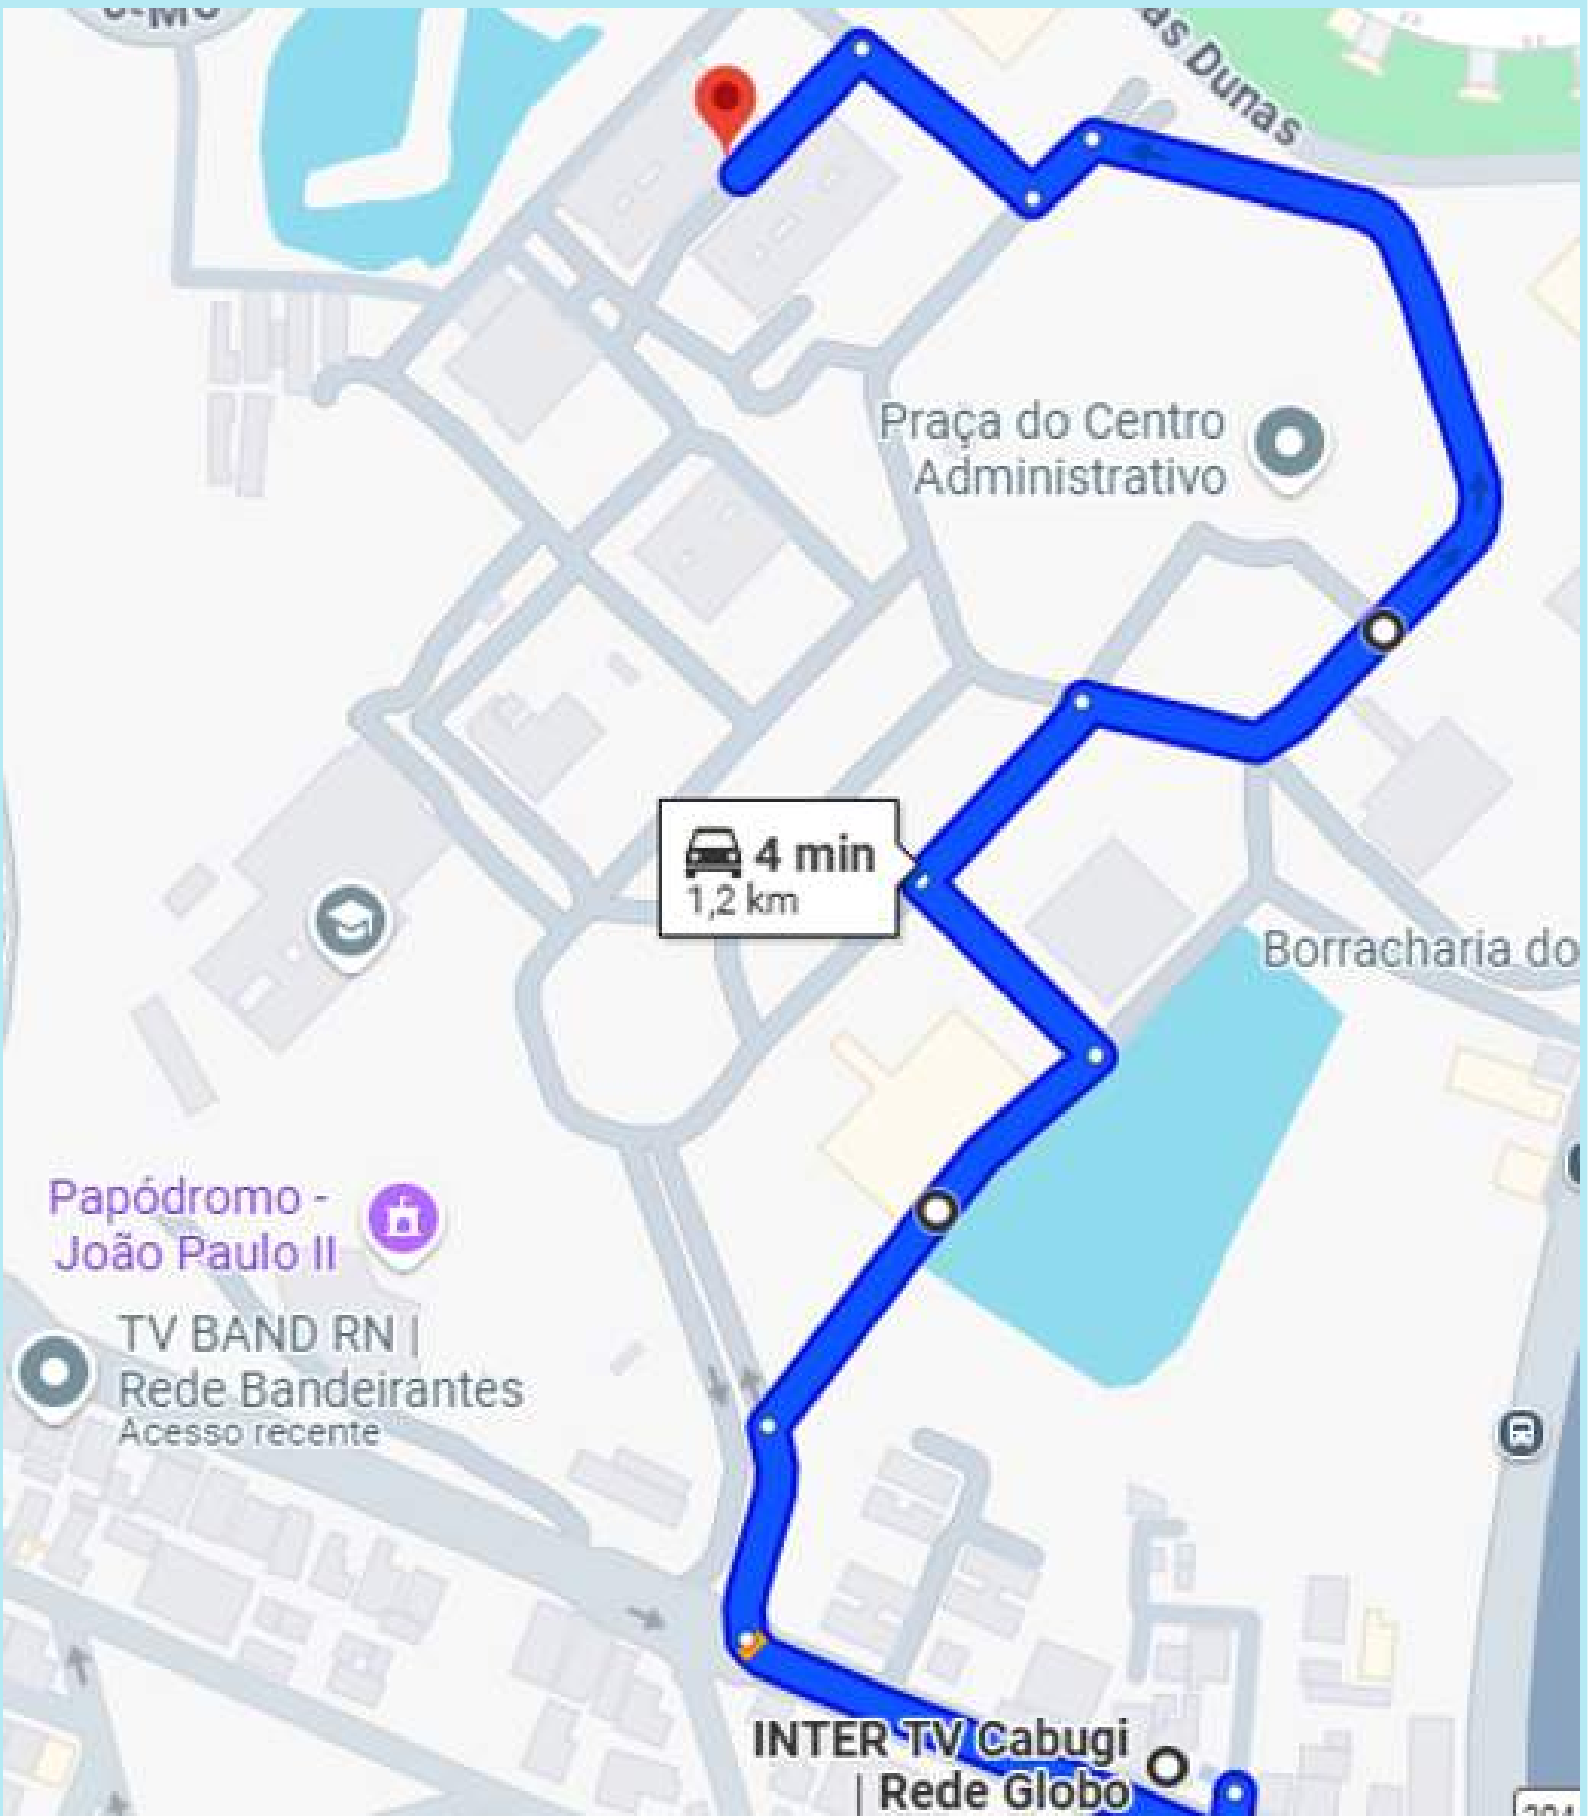 as Dunas
Praça do Centro
Administrativo
4 min
1,2 km
Borracharia do
Papódromo -
João Paulo II
TV BAND RN |
Rede Bandeirantes
Acesso recente
INTER TV Cabugi
| Rede Globo